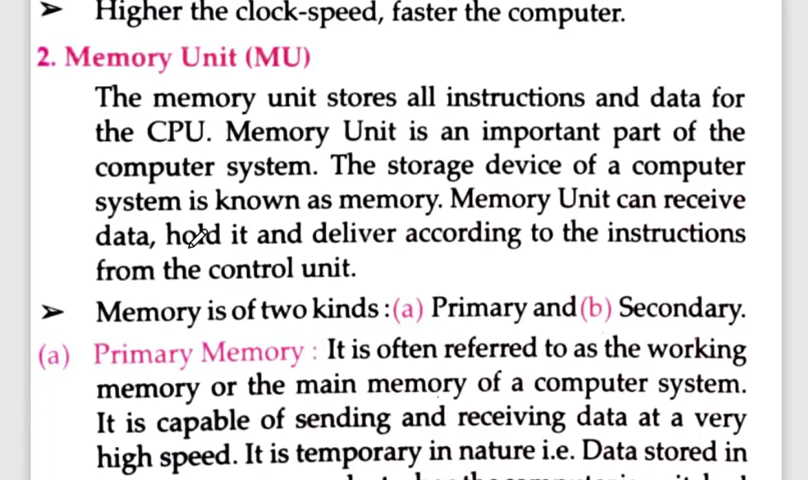 ➤ Higher the clock-speed, faster the computer.
2. Memory Unit (MU)
The memory unit stores all instructions and data for
the CPU. Memory Unit is an important part of the
computer system. The storage device of a computer
system is known as memory. Memory Unit can receive
data, hold it and deliver according to the instructions
from the control unit.
➤ Memory is of two kinds : (a) Primary and (b) Secondary.
(a) Primary Memory : It is often referred to as the working
memory or the main memory of a computer system.
It is capable of sending and receiving data at a very
high speed. It is temporary in nature i.e. Data stored in